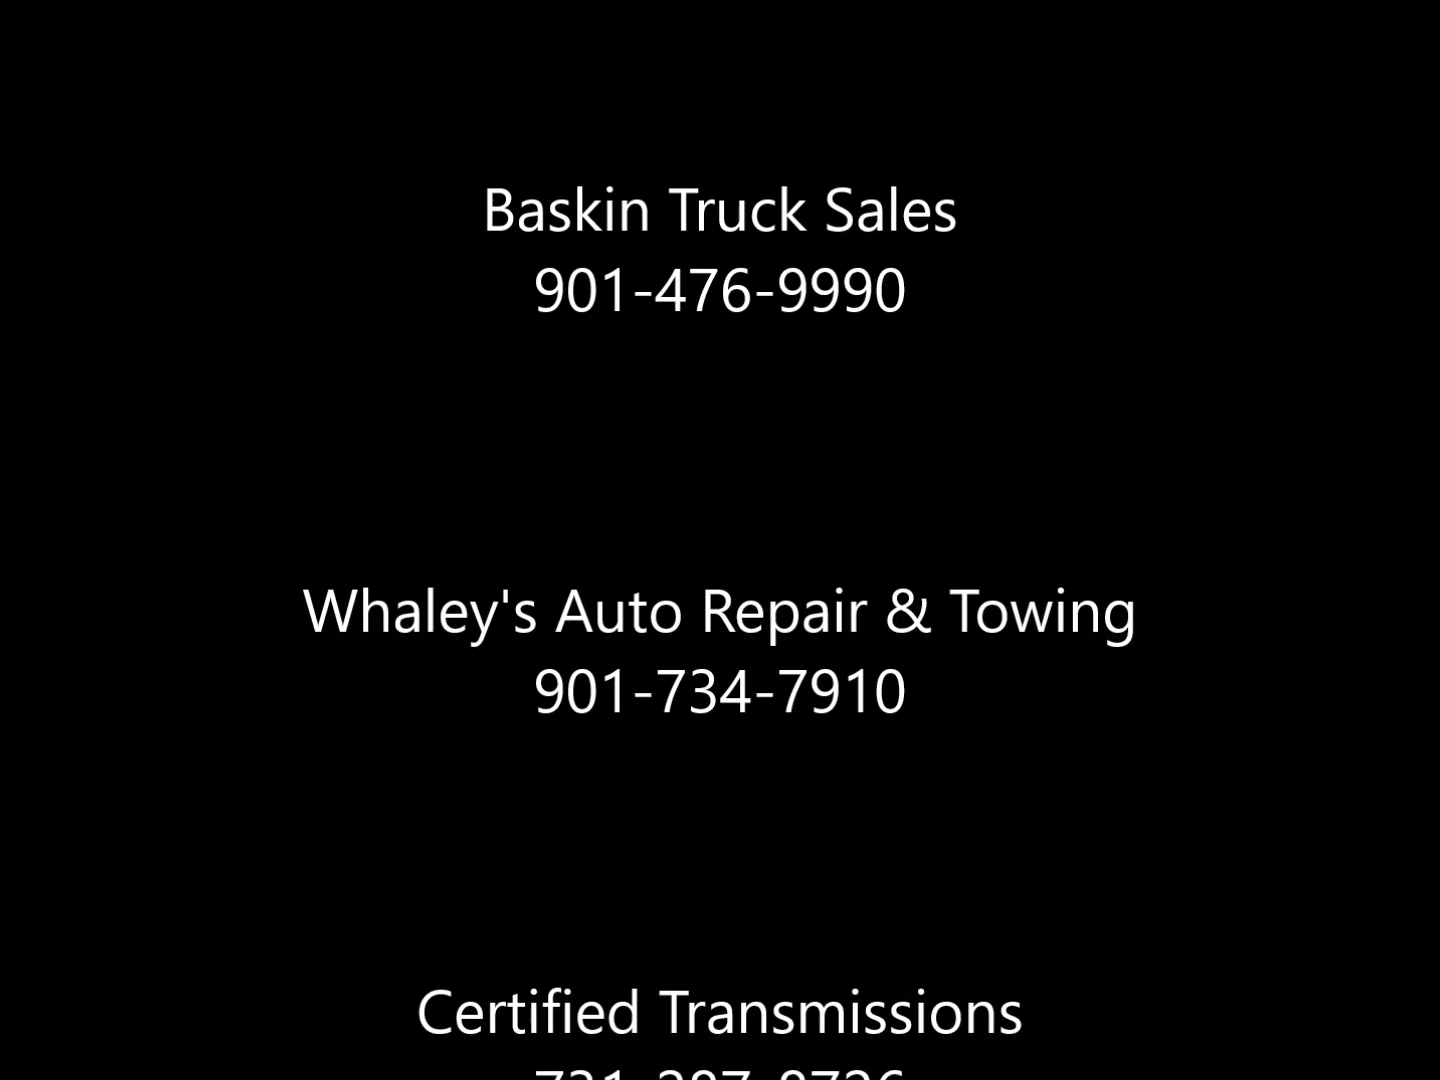 Baskin Truck Sales
901-476-9990
Whaley's Auto Repair & Towing
901-734-7910
Certified Transmissions